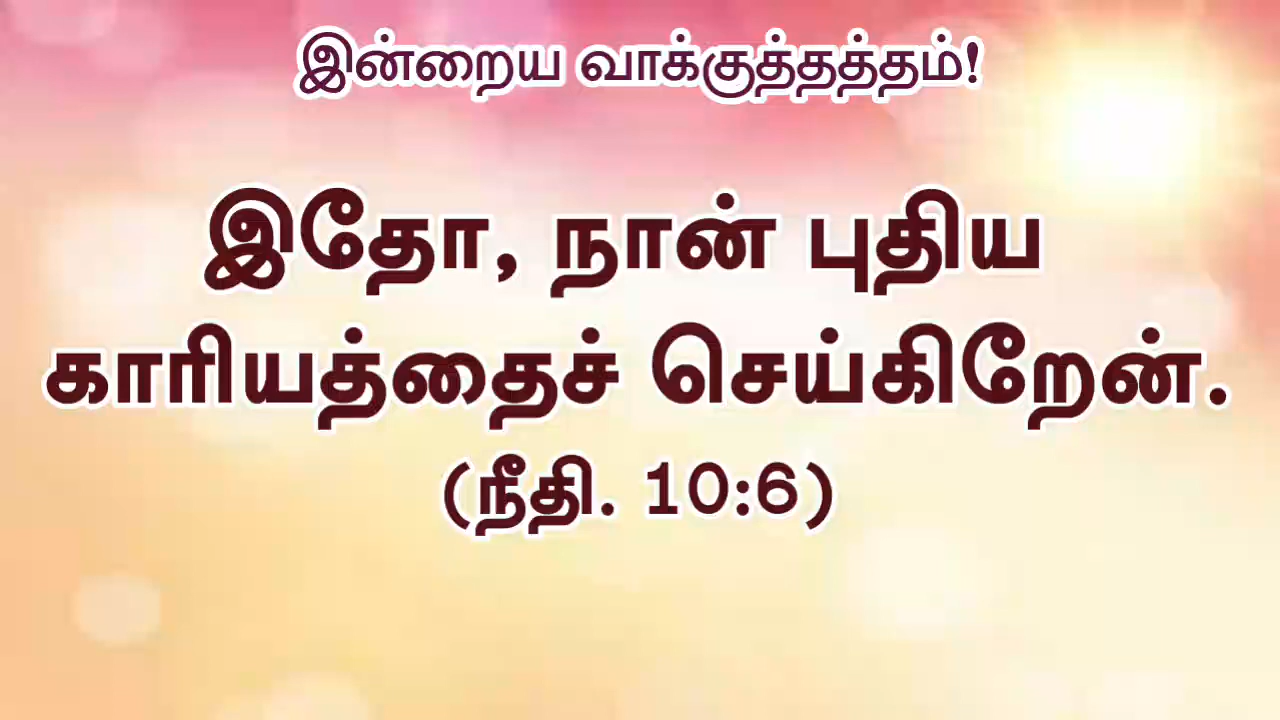 இன்றைய வாக்குத்தத்தம்!
இதோ, நான் புதிய
காரியத்தைச் செய்கிறேன்.
(நீதி. 10:6)